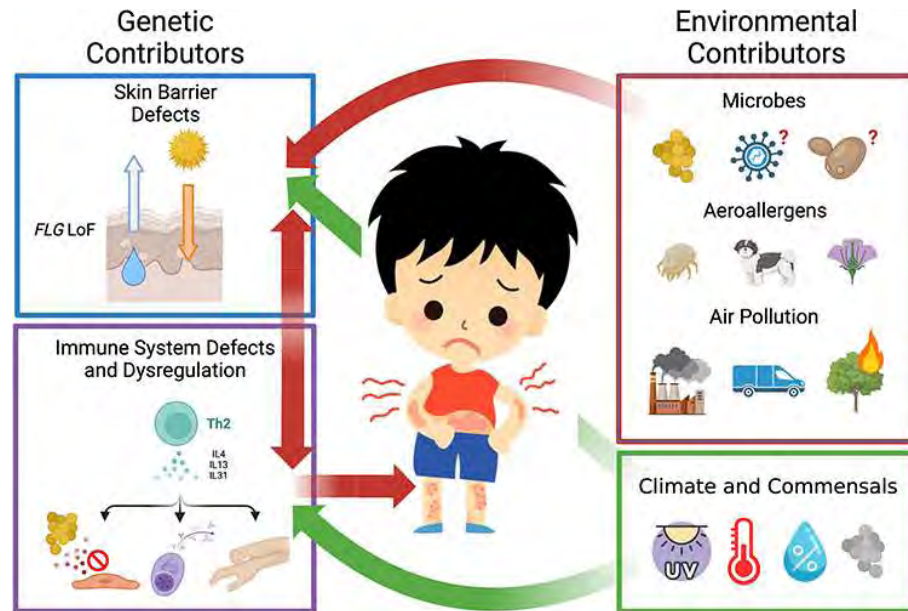 Genetic
Contributors
Skin Barrier
Defects
FLG LoF
Immune System Defects
and Dysregulation
Th2
IL4
IL13
IL31
Environmental
Contributors
Microbes
?
?
Aeroallergens
Air Pollution
Climate and Commensals
UV
%